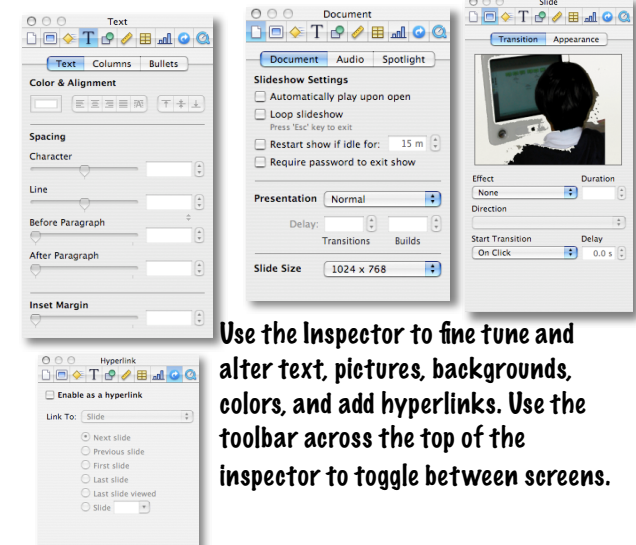 Text
Text Columns Bullets
Color & Alignment
Spacing
Character
Line
Before Paragraph
After Paragraph
Inset Margin
Document
Document Audio Spotlight
Slideshow Settings
Automatically play upon open
Loop slideshow
Press 'Esc' key to exit
Restart show if idle for: 15 m
Require password to exit show
Presentation Normal
Delay:
Transitions Builds
Slide Size 1024 x 768
Slide
Transition Appearance
Effect Duration
None
Direction
Start Transition Delay
On Click 0.0 s
Use the Inspector to fine tune and
alter text, pictures, backgrounds,
colors, and add hyperlinks. Use the
toolbar across the top of the
inspector to toggle between screens.
Hyperlink
Enable as a hyperlink
Link To: Slide
Next slide
Previous slide
First slide
Last slide
Last slide viewed
Slide